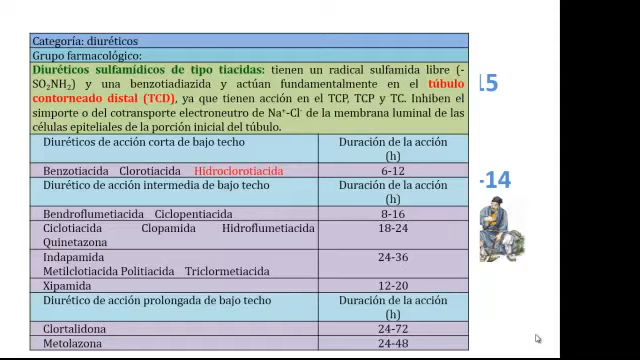 Categoría: diuréticos
Grupo farmacológico:
Diuréticos sulfamídicos de tipo tiacidas: tienen un radical sulfamida libre (-
SO₂NH₂) y una benzotiadiazida y actúan fundamentalmente en el túbulo
contorneado distal (TCD), ya que tienen acción en el TCP, TCP y TC. Inhiben el
simporte o del cotransporte electroneutro de Na⁺-Cl⁻ de la membrana luminal de las
células epiteliales de la porción inicial del túbulo.
Diuréticos de acción corta de bajo techo Duración de la acción
(h)
Benzotiacida Clorotiacida Hidroclorotiacida 6-12
Diurético de acción intermedia de bajo techo Duración de la acción
(h)
Bendroflumetiacida Ciclopentiacida 8-16
Ciclotiacida Clopamida Hidroflumetiacida 18-24
Quinetazona
Indapamida 24-36
Metilclotiacida Politiacida Triclormetiacida
Xipamida 12-20
Diurético de acción prolongada de bajo techo Duración de la acción
(h)
Clortalidona 24-72
Metolazona 24-48
15
-14